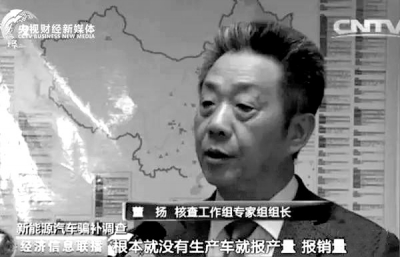 央视财经新媒体
CCTV BUSINESS NEW MEDIA
CNTV
董 扬 核查工作组专家组组长
新能源汽车骗补调查
经济信息联播
根本就没有生产车就报产量 报销量